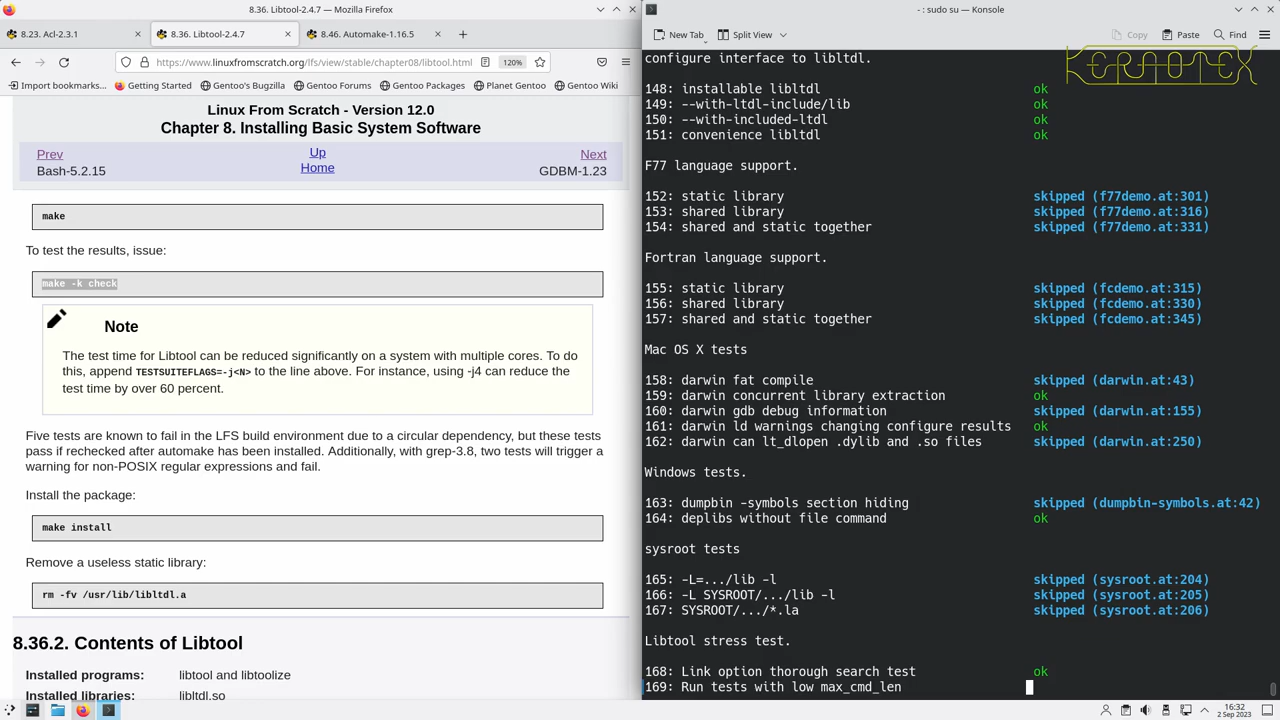 8.36. Libtool-2.4.7 — Mozilla Firefox
8.23. Acl-2.3.1
8.36. Libtool-2.4.7
8.46. Automake-1.16.5
https://www.linuxfromscratch.org/lfs/view/stable/chapter08/libtool.html
120%
Import bookmarks...
Getting Started
Gentoo's Bugzilla
Gentoo Forums
Gentoo Packages
Planet Gentoo
Gentoo Wiki
Linux From Scratch - Version 12.0
Chapter 8. Installing Basic System Software
Prev
Up
Next
Bash-5.2.15
Home
GDBM-1.23
make
To test the results, issue:
make -k check
Note
The test time for Libtool can be reduced significantly on a system with multiple cores. To do
this, append TESTSUITEFLAGS=-j<N> to the line above. For instance, using -j4 can reduce the
test time by over 60 percent.
Five tests are known to fail in the LFS build environment due to a circular dependency, but these tests
pass if rechecked after automake has been installed. Additionally, with grep-3.8, two tests will trigger a
warning for non-POSIX regular expressions and fail.
Install the package:
make install
Remove a useless static library:
rm -fv /usr/lib/libltdl.a
8.36.2. Contents of Libtool
Installed programs: libtool and libtoolize
Installed libraries: libltdl.so
- : sudo su — Konsole
New Tab
Split View
Copy
Paste
Find
KERNOTEX
configure interface to libltdl.
148: installable libltdl ok
149: --with-ltdl-include/lib ok
150: --with-included-ltdl ok
151: convenience libltdl ok
F77 language support.
152: static library skipped (f77demo.at:301)
153: shared library skipped (f77demo.at:316)
154: shared and static together skipped (f77demo.at:331)
Fortran language support.
155: static library skipped (fcdemo.at:315)
156: shared library skipped (fcdemo.at:330)
157: shared and static together skipped (fcdemo.at:345)
Mac OS X tests
158: darwin fat compile skipped (darwin.at:43)
159: darwin concurrent library extraction ok
160: darwin gdb debug information skipped (darwin.at:155)
161: darwin ld warnings changing configure results ok
162: darwin can lt_dlopen .dylib and .so files skipped (darwin.at:250)
Windows tests.
163: dumpbin -symbols section hiding skipped (dumpbin-symbols.at:42)
164: deplibs without file command ok
sysroot tests
165: -L=.../lib -l skipped (sysroot.at:204)
166: -L SYSROOT/.../lib -l skipped (sysroot.at:205)
167: SYSROOT/.../*.la skipped (sysroot.at:206)
Libtool stress test.
168: Link option thorough search test ok
169: Run tests with low max_cmd_len
16:32
2 Sep 2023